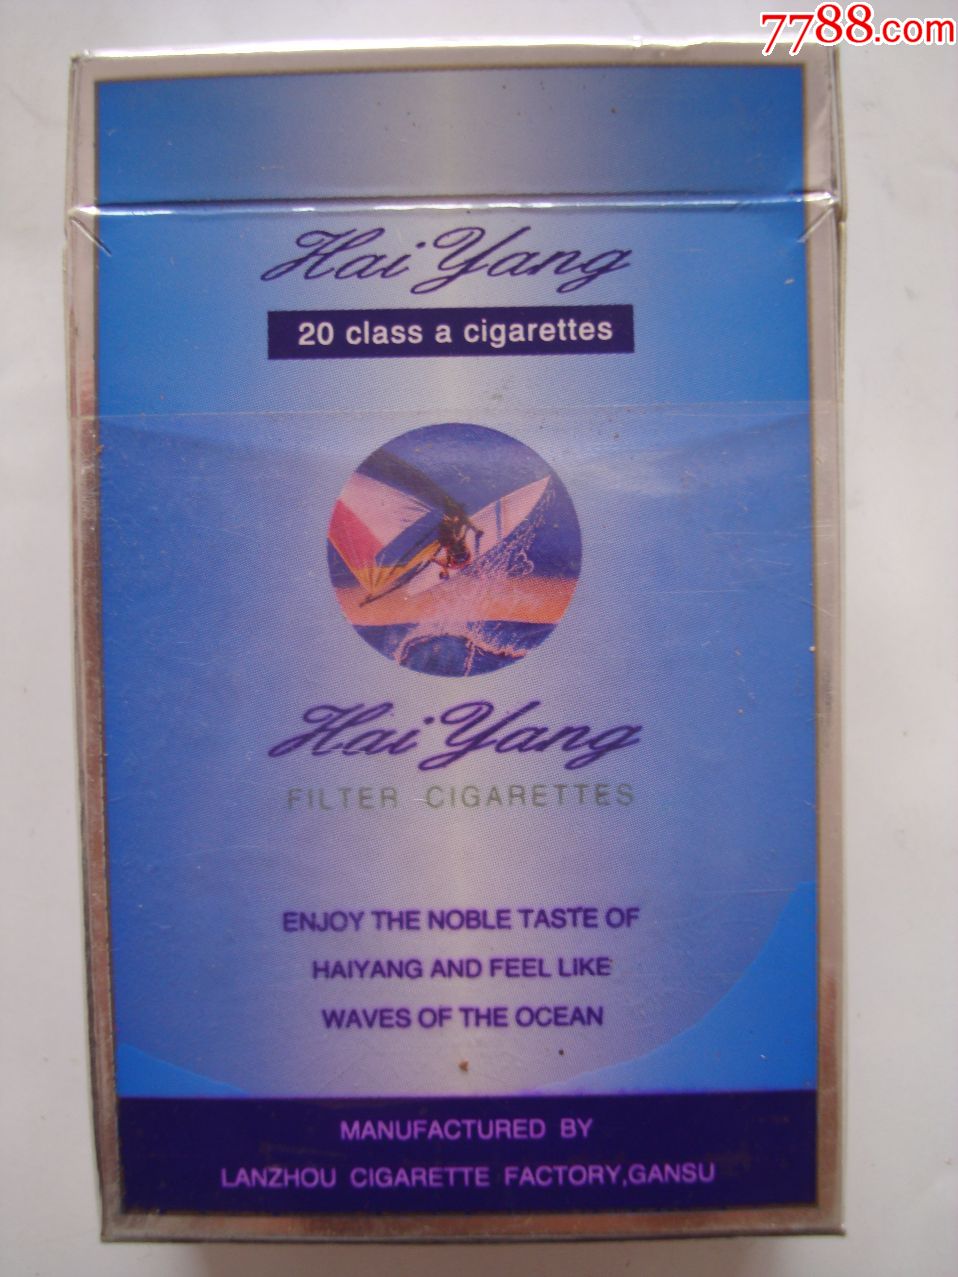 7788.com
Hai Yang
20 class a cigarettes
Hai Yang
FILTER CIGARETTES
ENJOY THE NOBLE TASTE OF
HAIYANG AND FEEL LIKE
WAVES OF THE OCEAN
MANUFACTURED BY
LANZHOU CIGARETTE FACTORY,GANSU